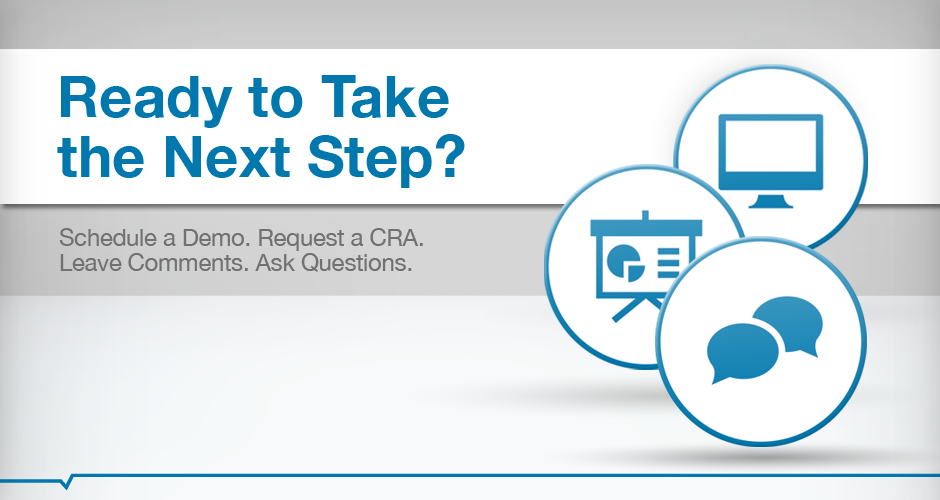 Ready to Take
the Next Step?
Schedule a Demo. Request a CRA.
Leave Comments. Ask Questions.